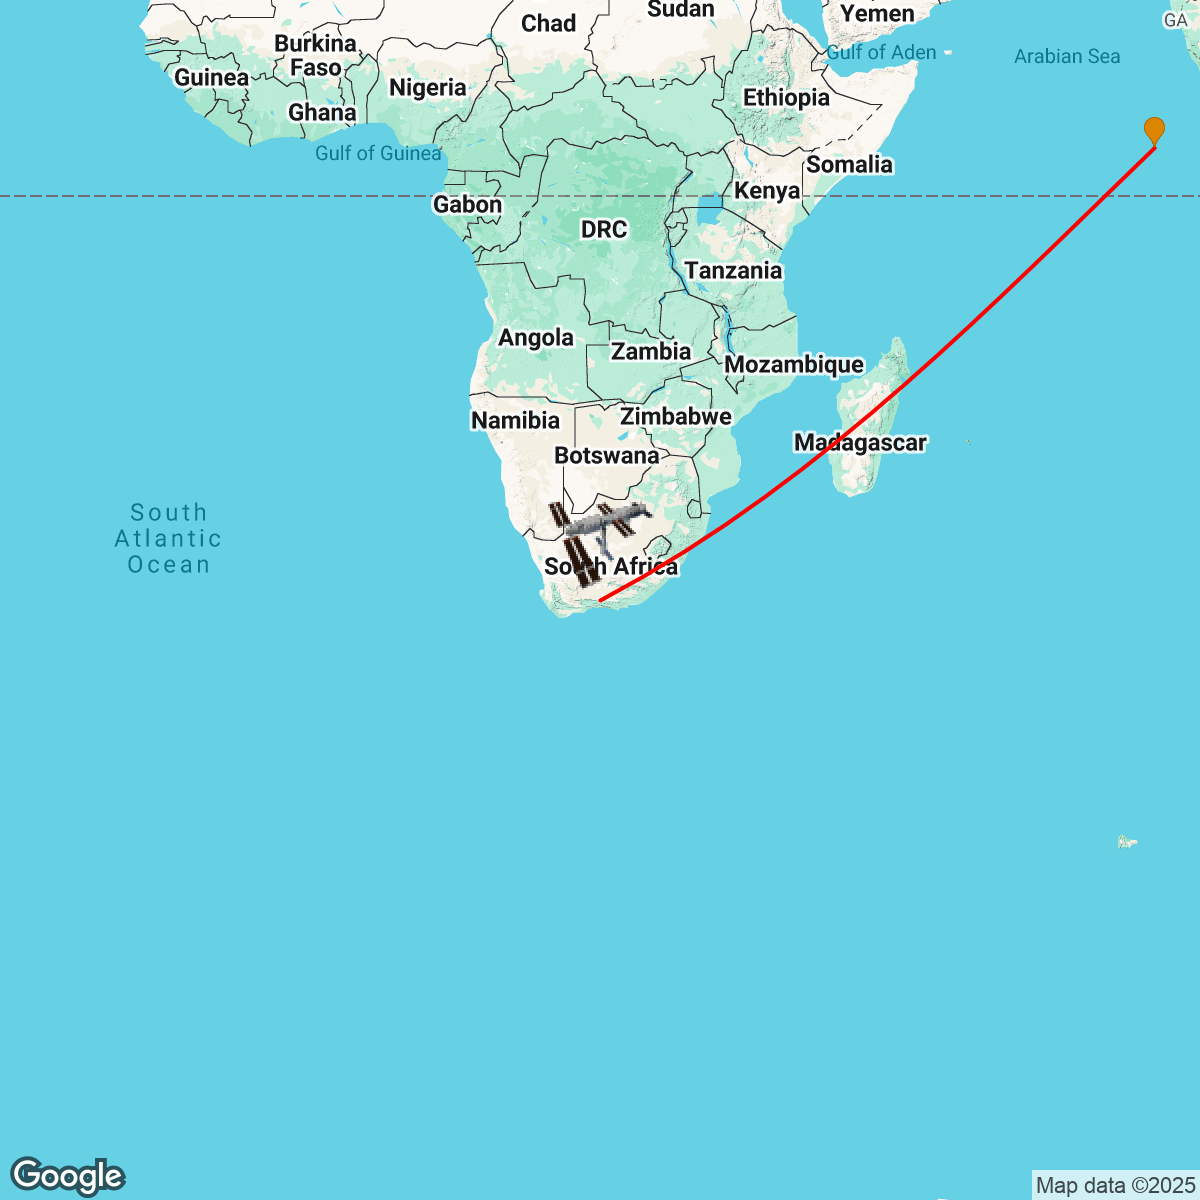 Sudan
Yemen
GA
Chad
Burkina
Faso
Gulf of Aden
Arabian Sea
Guinea
Nigeria
Ethiopia
Ghana
Gulf of Guinea
Somalia
Kenya
Gabon
DRC
Tanzania
Angola
Zambia
Mozambique
Namibia
Zimbabwe
Madagascar
Botswana
South
Atlantic
Ocean
South Africa
Google
Map data ©2025